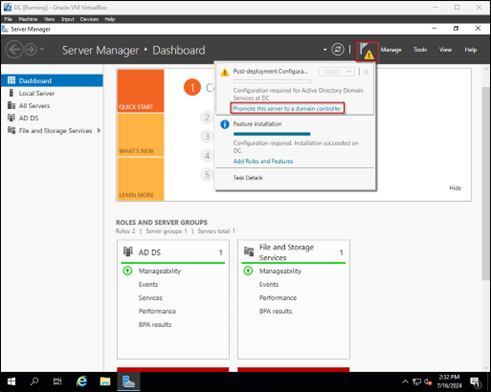 DC [Running] - Oracle VM VirtualBox
File Machine View Input Devices Help
Server Manager
Server Manager • Dashboard
Manage Tools View Help
Dashboard
Local Server
All Servers
AD DS
File and Storage Services
Post-deployment Configura...
TASKS
Configuration required for Active Directory Domain
Services at DC
Promote this server to a domain controller
Feature installation
Configuration required. Installation succeeded on
DC.
Add Roles and Features
Task Details
QUICK START
WHAT'S NEW
LEARN MORE
1
2
3
4
5
Hide
ROLES AND SERVER GROUPS
Roles: 2 | Server groups: 1 | Servers total: 1
AD DS 1
Manageability
Events
Services
Performance
BPA results
File and Storage
Services 1
Manageability
Events
Services
Performance
BPA results
2:32 PM
7/16/2024